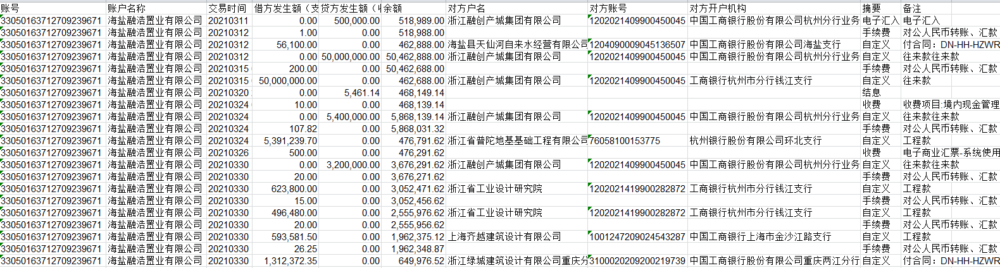 账号 账户名称 交易时间 借方发生额（支 贷方发生额（收 余额 对方户名 对方账号 对方开户机构 摘要 备注
33050163712709239671 海盐融浩置业有限公司 20210311 0.00 500,000.00 518,989.00 浙江融创产城集团有限公司 1202021409900450045 中国工商银行股份有限公司杭州分行业务 电子汇入 电子汇入
33050163712709239671 海盐融浩置业有限公司 20210312 1.00 0.00 518,988.00 手续费 对公人民币转账、汇款
33050163712709239671 海盐融浩置业有限公司 20210312 56,100.00 0.00 462,888.00 海盐县天仙河自来水经营有限公司 1204090009045136507 中国工商银行股份有限公司海盐支行 自定义 付合同：DN-HH-HZWR
33050163712709239671 海盐融浩置业有限公司 20210312 0.00 50,000,000.00 50,462,888.00 浙江融创产城集团有限公司 1202021409900450045 中国工商银行股份有限公司杭州分行业务 自定义 往来款往来款
33050163712709239671 海盐融浩置业有限公司 20210315 200.00 0.00 50,462,688.00 手续费 对公人民币转账、汇款
33050163712709239671 海盐融浩置业有限公司 20210315 50,000,000.00 0.00 462,688.00 浙江融创产城集团有限公司 1202021409900450045 工商银行杭州市分行钱江支行 自定义 往来款
33050163712709239671 海盐融浩置业有限公司 20210320 0.00 5,461.14 468,149.14 结息
33050163712709239671 海盐融浩置业有限公司 20210324 10.00 0.00 468,139.14 收费 收费项目:境内现金管理
33050163712709239671 海盐融浩置业有限公司 20210324 0.00 5,400,000.00 5,868,139.14 浙江融创产城集团有限公司 1202021409900450045 中国工商银行股份有限公司杭州分行业务 自定义 往来款往来款
33050163712709239671 海盐融浩置业有限公司 20210324 107.82 0.00 5,868,031.32 手续费 对公人民币转账、汇款
33050163712709239671 海盐融浩置业有限公司 20210324 5,391,239.70 0.00 476,791.62 浙江省普陀地基基础工程有限公司 76058100153775 杭州银行股份有限公司环北支行 自定义 工程款
33050163712709239671 海盐融浩置业有限公司 20210326 500.00 0.00 476,291.62 收费 电子商业汇票-系统使用
33050163712709239671 海盐融浩置业有限公司 20210330 0.00 3,200,000.00 3,676,291.62 浙江融创产城集团有限公司 1202021409900450045 中国工商银行股份有限公司杭州分行业务 自定义 往来款往来款
33050163712709239671 海盐融浩置业有限公司 20210330 20.00 0.00 3,676,271.62 手续费 对公人民币转账、汇款
33050163712709239671 海盐融浩置业有限公司 20210330 623,800.00 0.00 3,052,471.62 浙江省工业设计研究院 1202021419900282872 工商银行杭州市分行钱江支行 自定义 工程款
33050163712709239671 海盐融浩置业有限公司 20210330 15.00 0.00 3,052,456.62 手续费 对公人民币转账、汇款
33050163712709239671 海盐融浩置业有限公司 20210330 496,480.00 0.00 2,555,976.62 浙江省工业设计研究院 1202021419900282872 工商银行杭州市分行钱江支行 自定义 工程款
33050163712709239671 海盐融浩置业有限公司 20210330 20.00 0.00 2,555,956.62 手续费 对公人民币转账、汇款
33050163712709239671 海盐融浩置业有限公司 20210330 593,581.50 0.00 1,962,375.12 上海齐越建筑设计有限公司 1001247209024543287 中国工商银行上海市金沙江路支行 自定义 工程款
33050163712709239671 海盐融浩置业有限公司 20210330 26.25 0.00 1,962,348.87 手续费 对公人民币转账、汇款
33050163712709239671 海盐融浩置业有限公司 20210330 1,312,372.35 0.00 649,976.52 浙江绿城建筑设计有限公司重庆分 3100020209200219739 中国工商银行股份有限公司重庆两江分行 自定义 付合同：DN-HH-HZWR